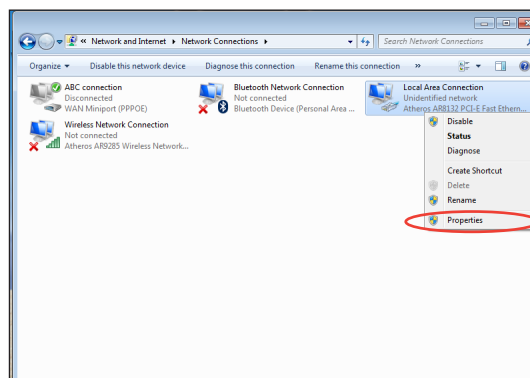 « Network and Internet ▸ Network Connections ▸
Search Network Connections
Organize ▾ Disable this network device Diagnose this connection Rename this connection »
ABC connection
Disconnected
WAN Miniport (PPPOE)
Bluetooth Network Connection
Not connected
Bluetooth Device (Personal Area ...
Local Area Connection
Unidentified network
Atheros AR8132 PCI-E Fast Ethern...
Wireless Network Connection
Not connected
Atheros AR9285 Wireless Network...
Disable
Status
Diagnose
Create Shortcut
Delete
Rename
Properties